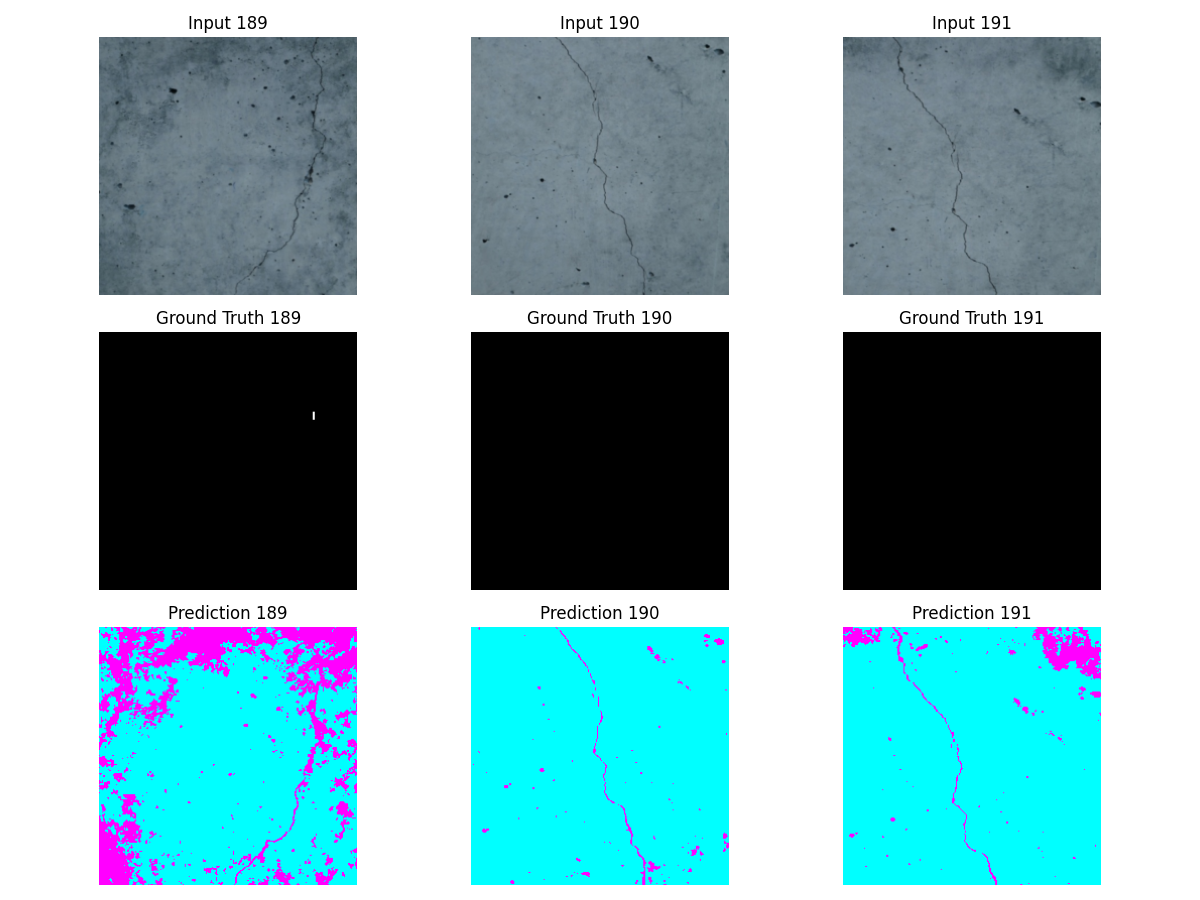 Input 189
Input 190
Input 191
Ground Truth 189
Ground Truth 190
Ground Truth 191
Prediction 189
Prediction 190
Prediction 191